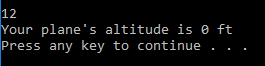 12
Your plane's altitude is 0 ft
Press any key to continue . . .